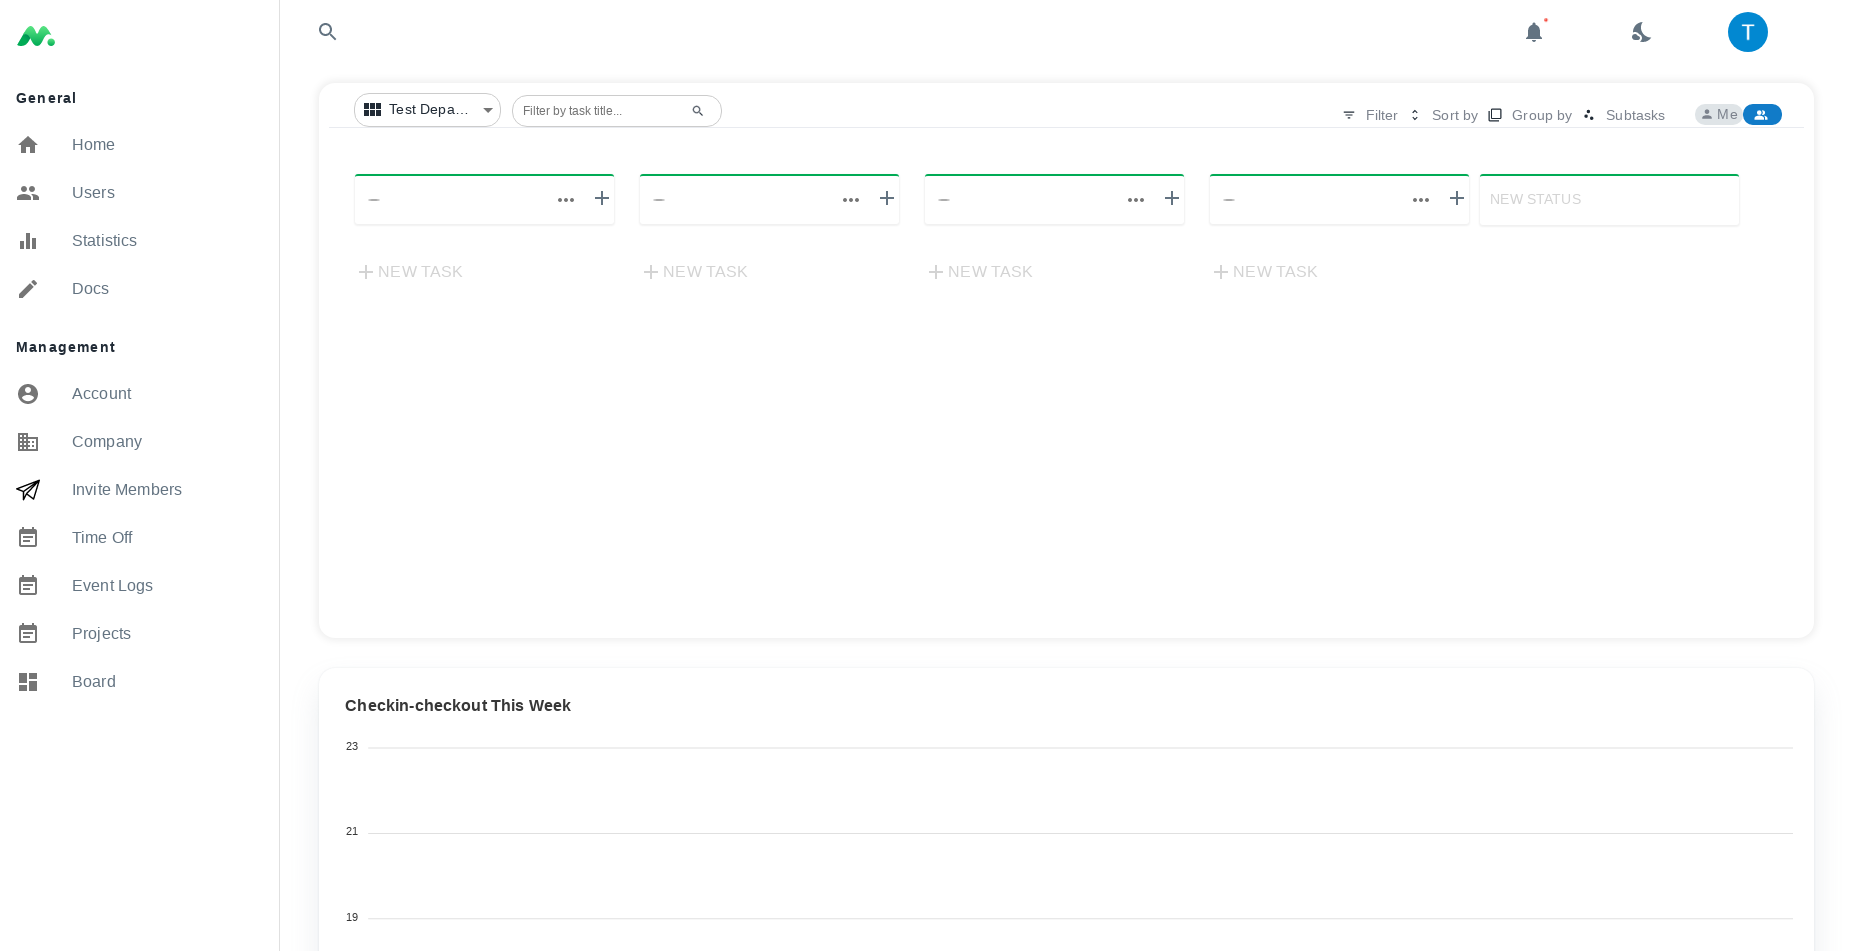 General
Home
Users
Statistics
Docs
Management
Account
Company
Invite Members
Time Off
Event Logs
Projects
Board
T
Test Depa...
Filter by task title...
Filter
Sort by
Group by
Subtasks
Me
NEW STATUS
NEW TASK
NEW TASK
NEW TASK
NEW TASK
Checkin-checkout This Week
23
21
19